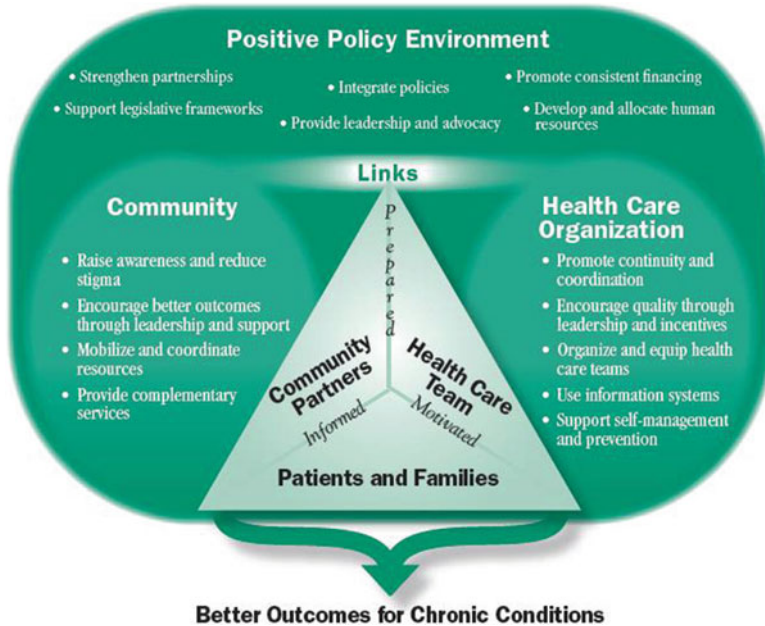 Positive Policy Environment
• Strengthen partnerships
• Support legislative frameworks
• Integrate policies
• Provide leadership and advocacy
• Promote consistent financing
• Develop and allocate human
resources
Links
Community
• Raise awareness and reduce
stigma
• Encourage better outcomes
through leadership and support
• Mobilize and coordinate
resources
• Provide complementary
services
Prepared
Community
Partners
Informed
Health Care
Team
Motivated
Patients and Families
Health Care
Organization
• Promote continuity and
coordination
• Encourage quality through
leadership and incentives
• Organize and equip health
care teams
• Use information systems
• Support self-management
and prevention
Better Outcomes for Chronic Conditions